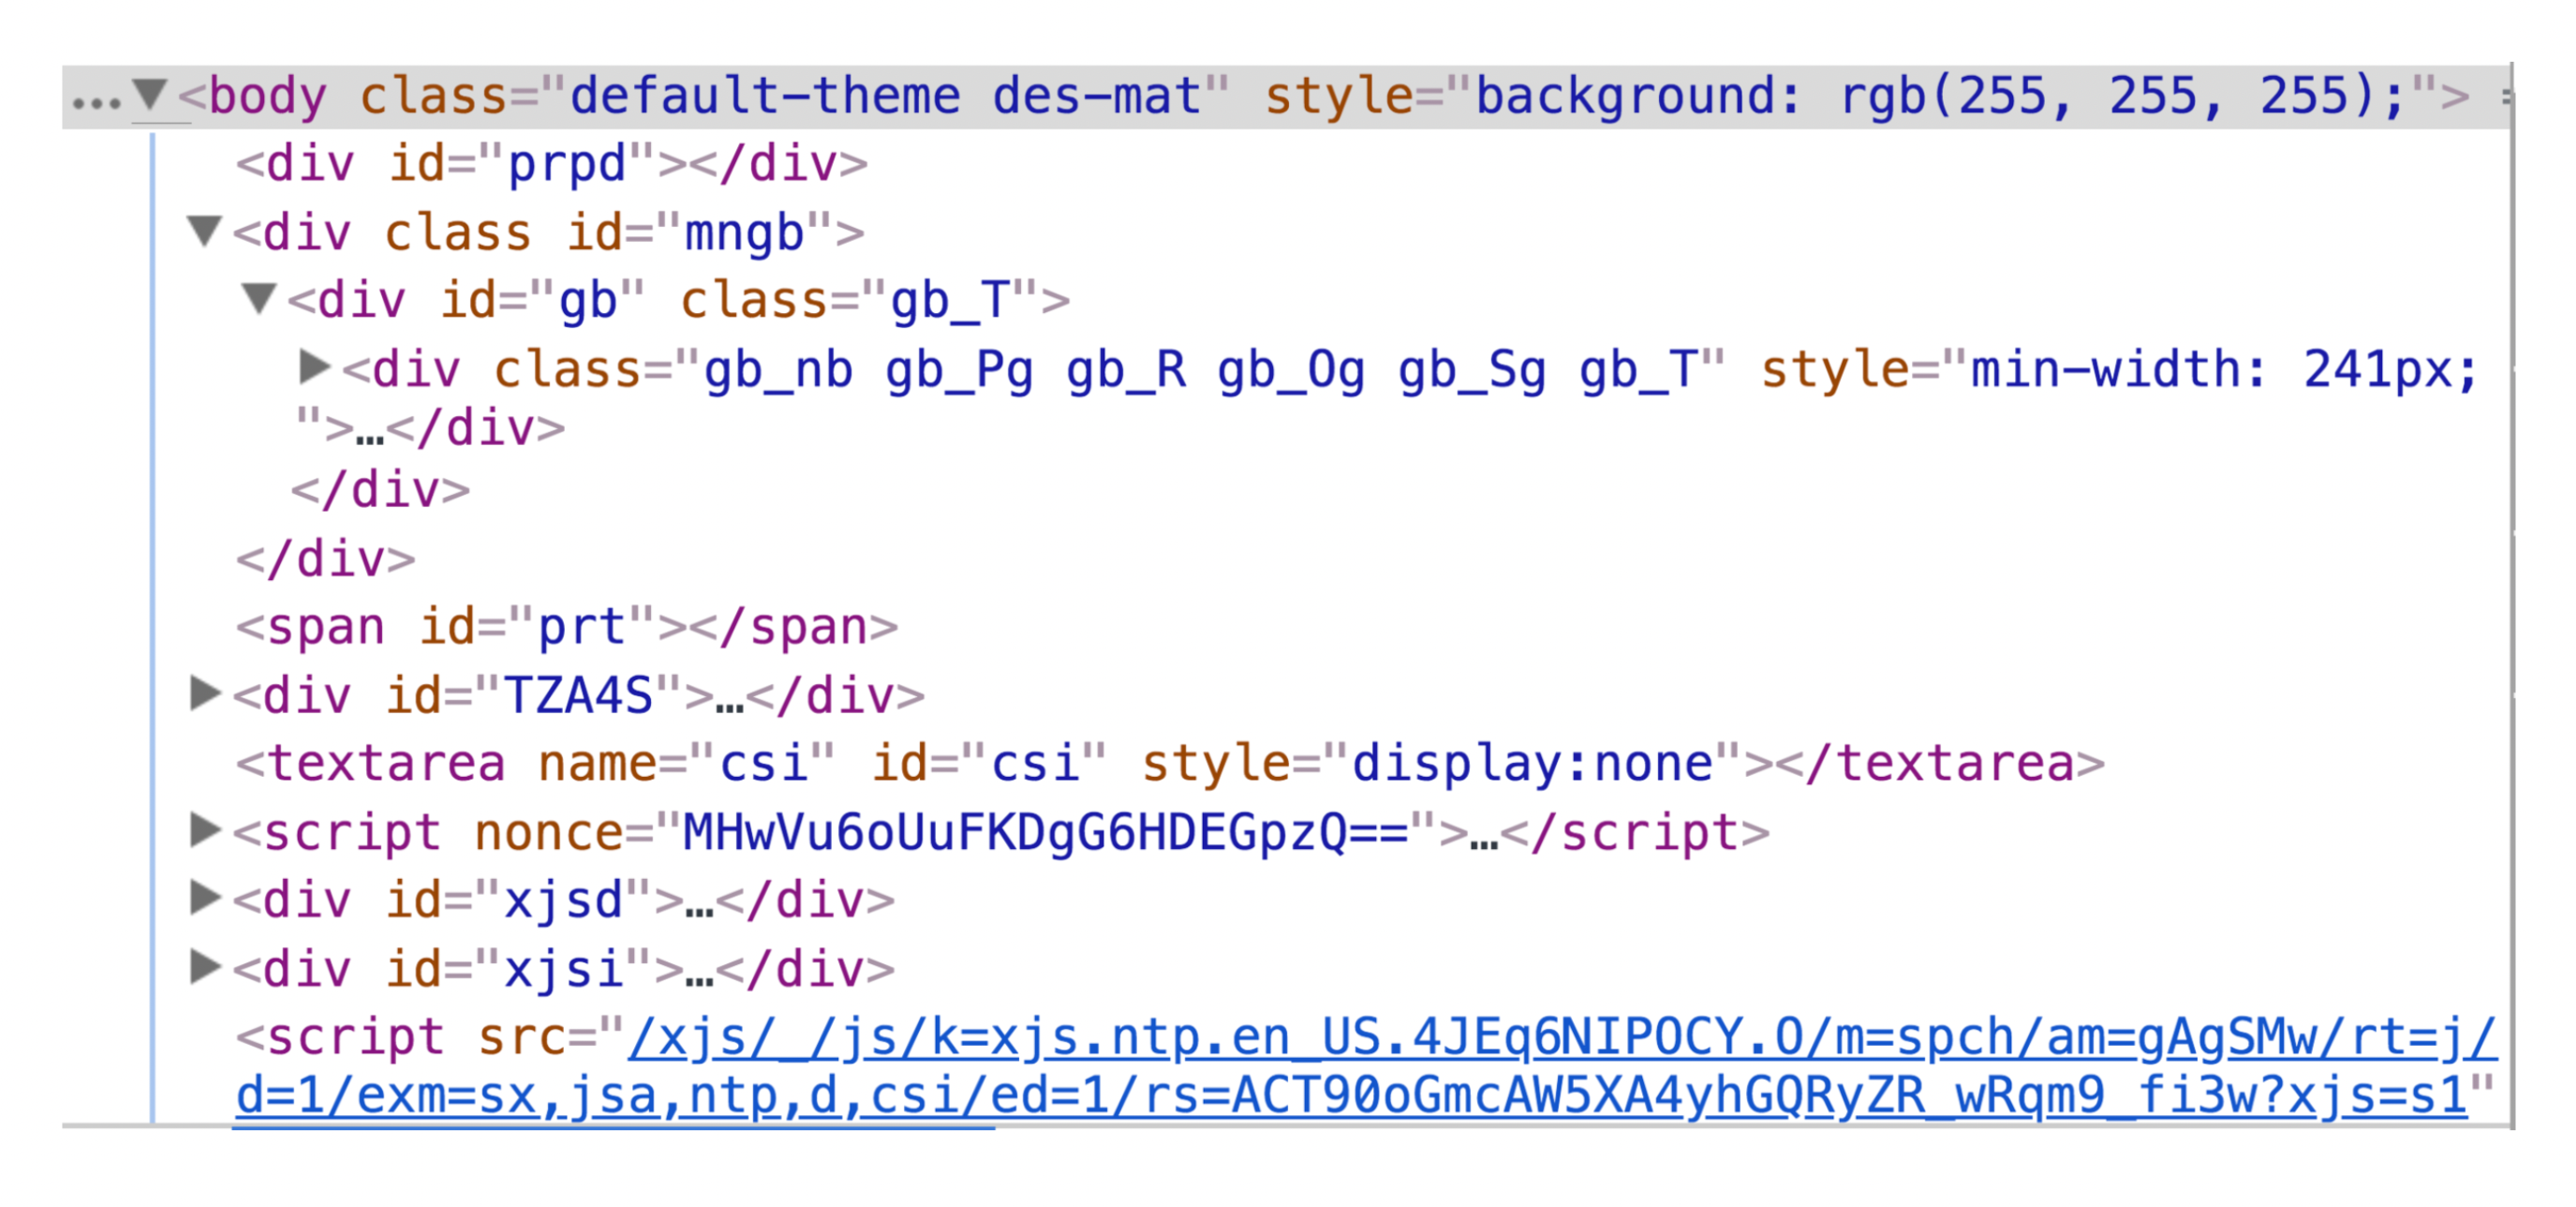 …▼<body class="default-theme des-mat" style="background: rgb(255, 255, 255);"> =
<div id="prpd"></div>
▼<div class id="mngb">
▼<div id="gb" class="gb_T">
▶<div class="gb_nb gb_Pg gb_R gb_Og gb_Sg gb_T" style="min-width: 241px;
">…</div>
</div>
</div>
<span id="prt"></span>
▶<div id="TZA4S">…</div>
<textarea name="csi" id="csi" style="display:none"></textarea>
▶<script nonce="MHwVu6oUuFKDgG6HDEGpzQ==">…</script>
▶<div id="xjsd">…</div>
▶<div id="xjsi">…</div>
<script src="/xjs/_/js/k=xjs.ntp.en_US.4JEq6NIPOCY.O/m=spch/am=gAgSMw/rt=j/
d=1/exm=sx,jsa,ntp,d,csi/ed=1/rs=ACT90oGmcAW5XA4yhGQRyZR_wRqm9_fi3w?xjs=s1"